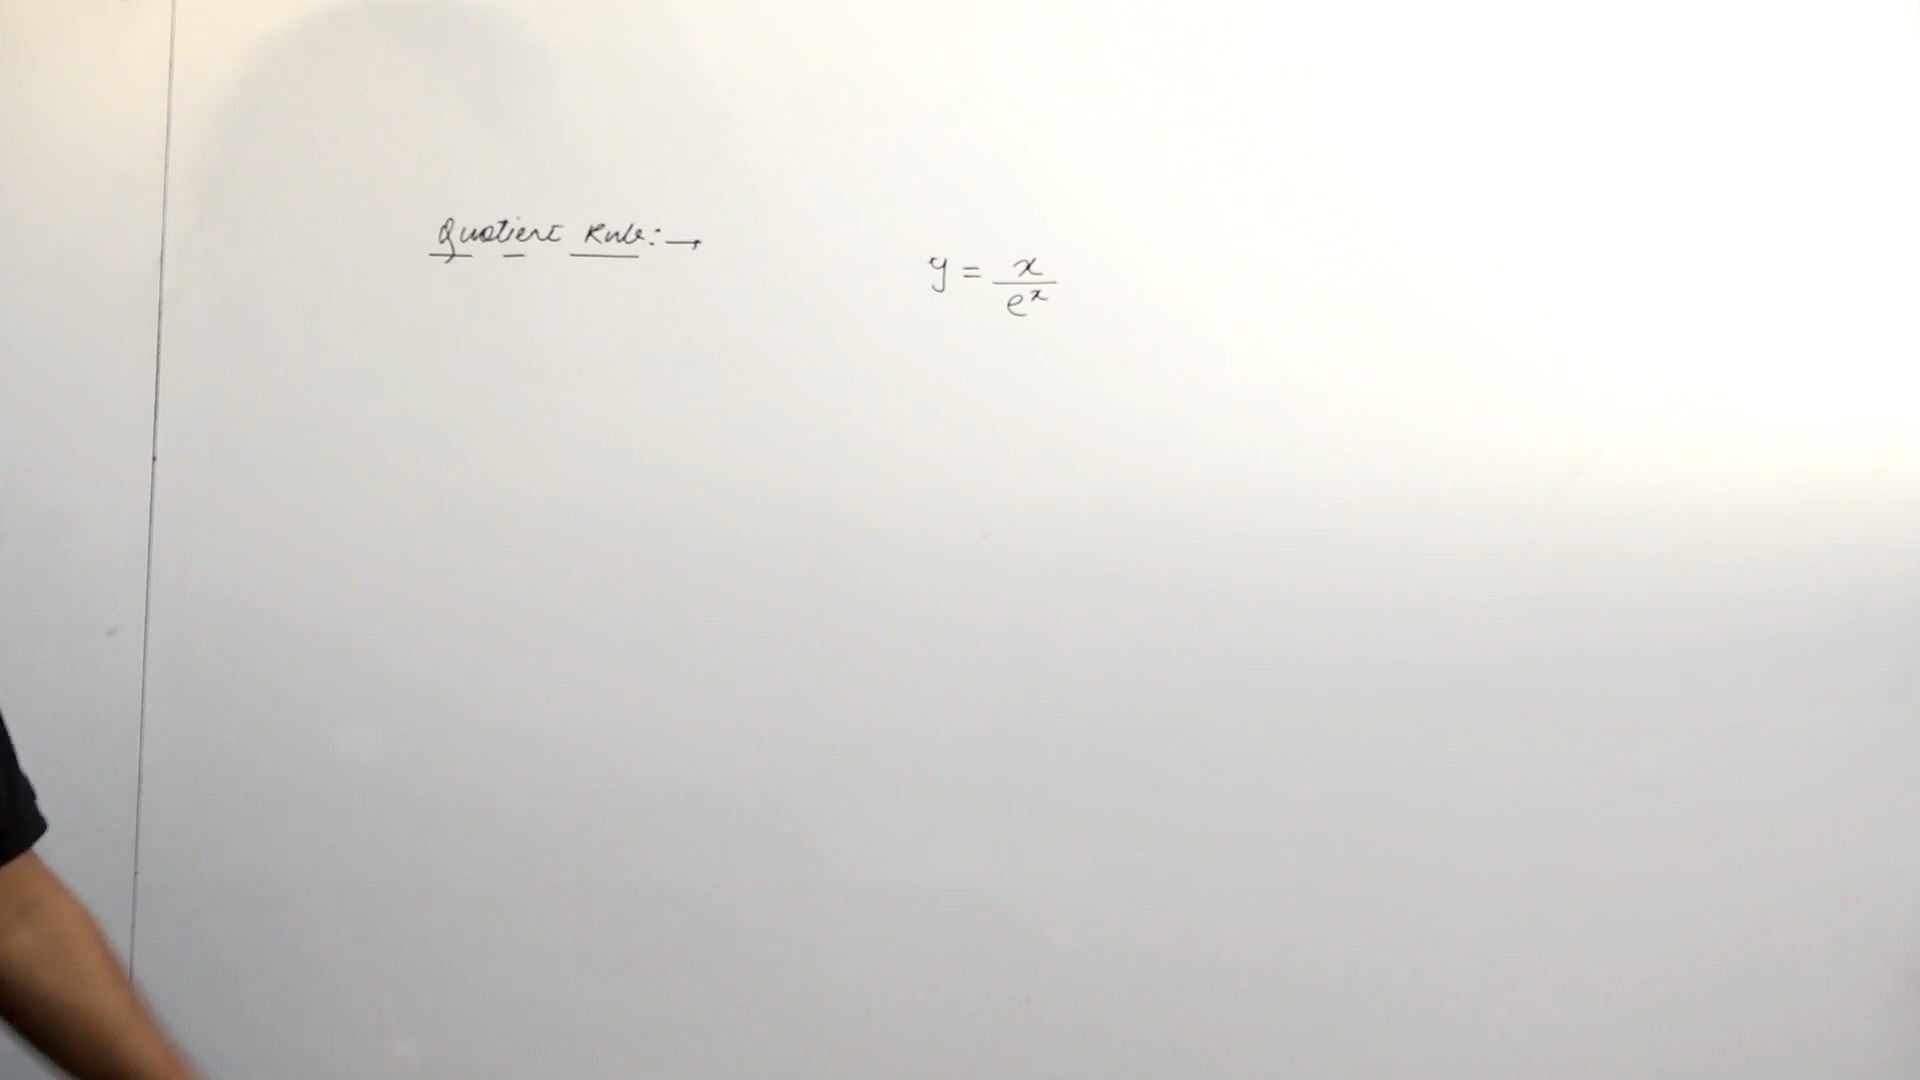 Quotient Rule:→
y = x/e^x